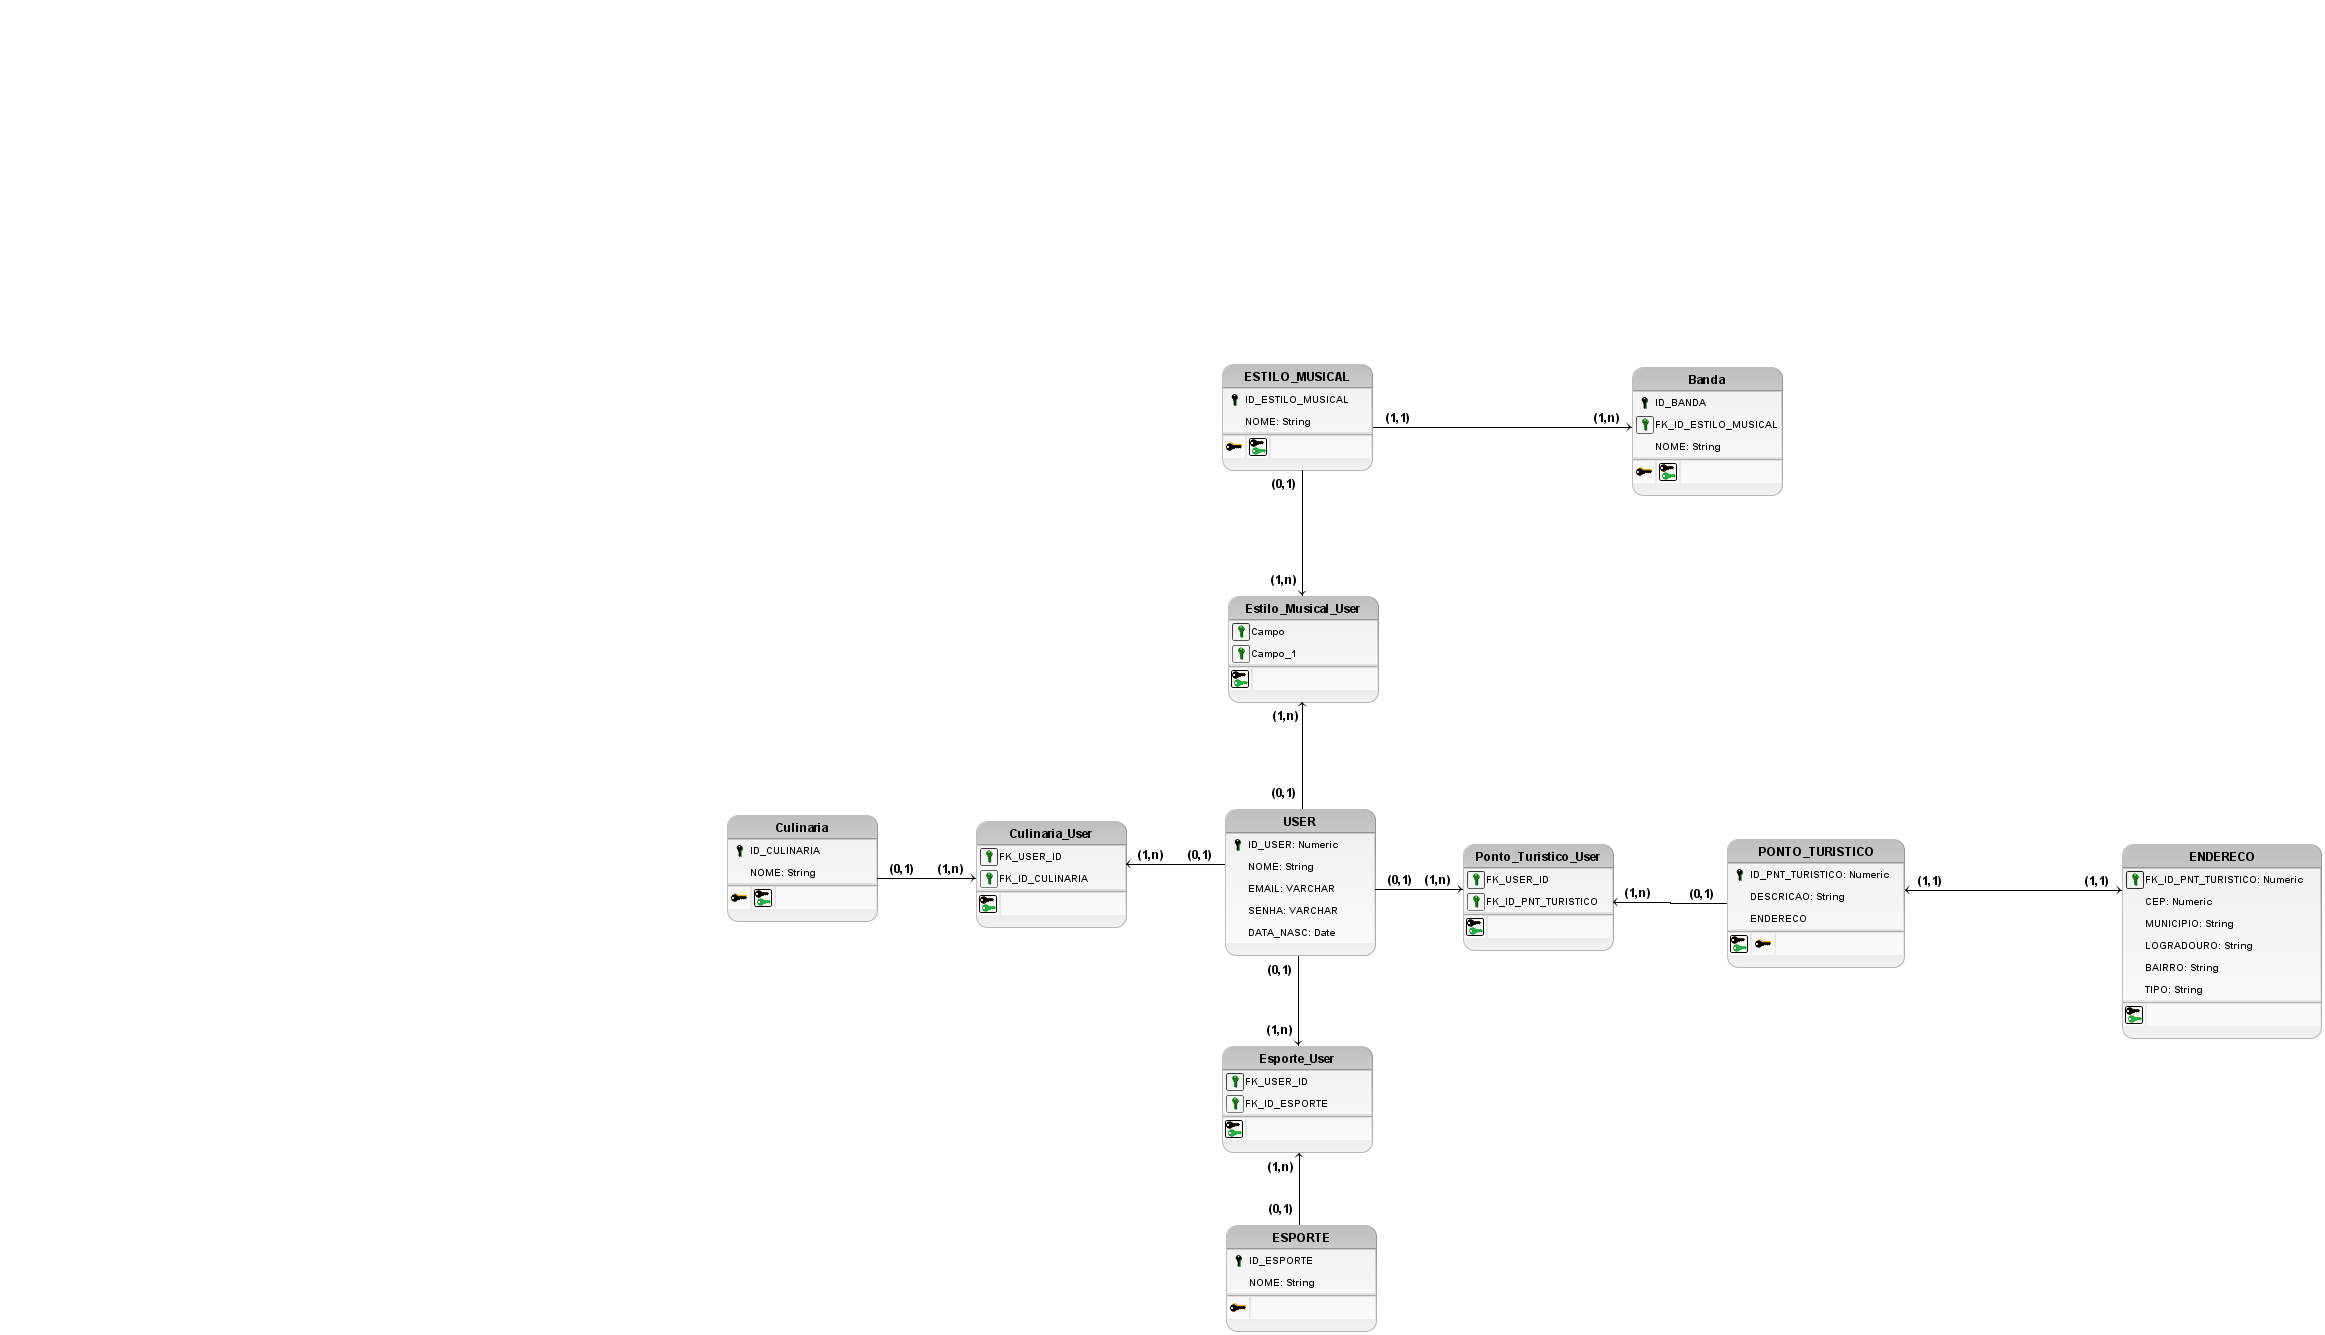 ESTILO_MUSICAL
ID_ESTILO_MUSICAL
NOME: String
(1,1)
(1,n)
Banda
ID_BANDA
FK_ID_ESTILO_MUSICAL
NOME: String
(0,1)
(1,n)
Estilo_Musical_User
Campo
Campo_1
(1,n)
(0,1)
Culinaria
ID_CULINARIA
NOME: String
(0,1)
(1,n)
Culinaria_User
FK_USER_ID
FK_ID_CULINARIA
(1,n)
(0,1)
USER
ID_USER: Numeric
NOME: String
EMAIL: VARCHAR
SENHA: VARCHAR
DATA_NASC: Date
(0,1)
(1,n)
Ponto_Turistico_User
FK_USER_ID
FK_ID_PNT_TURISTICO
(1,n)
(0,1)
PONTO_TURISTICO
ID_PNT_TURISTICO: Numeric
DESCRICAO: String
ENDERECO
(1,1)
(1,1)
ENDERECO
FK_ID_PNT_TURISTICO: Numeric
CEP: Numeric
MUNICIPIO: String
LOGRADOURO: String
BAIRRO: String
TIPO: String
(0,1)
(1,n)
Esporte_User
FK_USER_ID
FK_ID_ESPORTE
(1,n)
(0,1)
ESPORTE
ID_ESPORTE
NOME: String